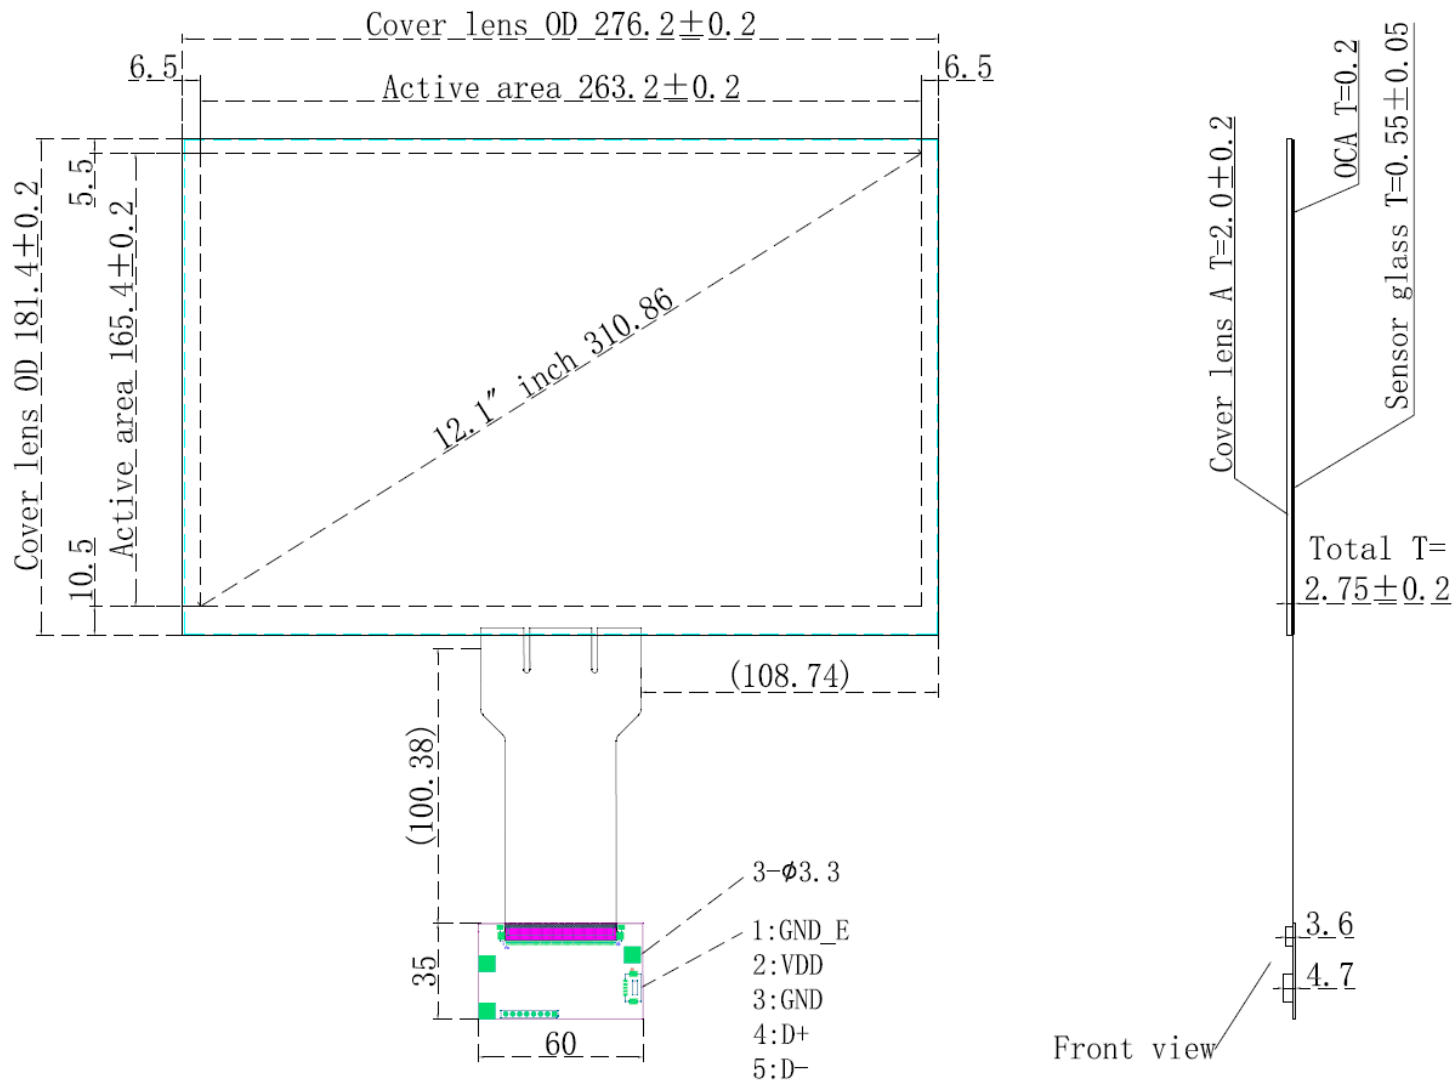 Cover lens OD 276.2±0.2
6.5
Active area 263.2±0.2
6.5
5.5
Cover lens OD 181.4±0.2
Active area 165.4±0.2
10.5
12.1" inch 310.86
(108.74)
(100.38)
35
60
3-ϕ3.3
1:GND_E
2:VDD
3:GND
4:D+
5:D-
Cover lens A T=2.0±0.2
OCA T=0.2
Sensor glass T=0.55±0.05
Total T=
2.75±0.2
3.6
4.7
Front view